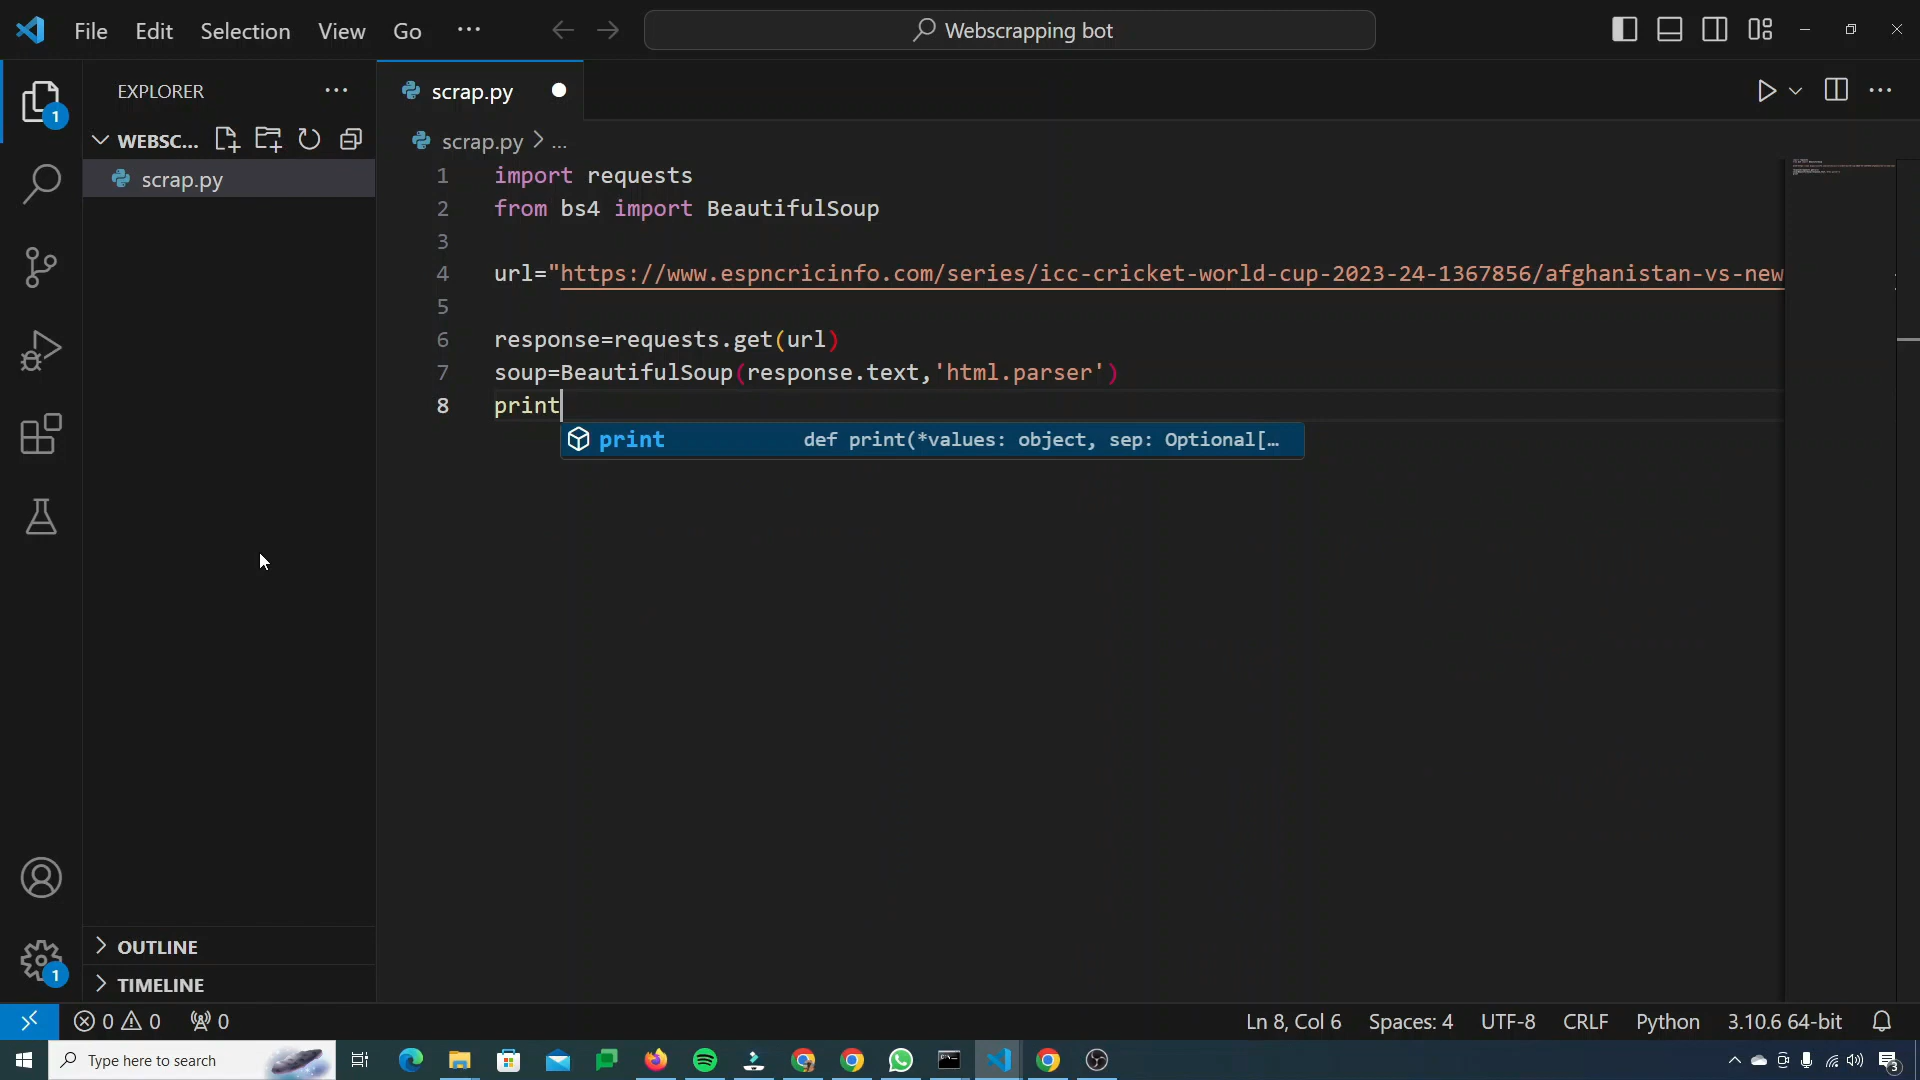 File Edit Selection View Go ...
Webscrapping bot
EXPLORER
scrap.py
WEBSC...
scrap.py > ...
scrap.py
1 import requests
2 from bs4 import BeautifulSoup
3
4 url="https://www.espncricinfo.com/series/icc-cricket-world-cup-2023-24-1367856/afghanistan-vs-new
5
6 response=requests.get(url)
7 soup=BeautifulSoup(response.text,'html.parser')
8 print
print def print(*values: object, sep: Optional[…
1
1
OUTLINE
TIMELINE
0 0 0
Ln 8, Col 6 Spaces: 4 UTF-8 CRLF Python 3.10.6 64-bit
Type here to search
3